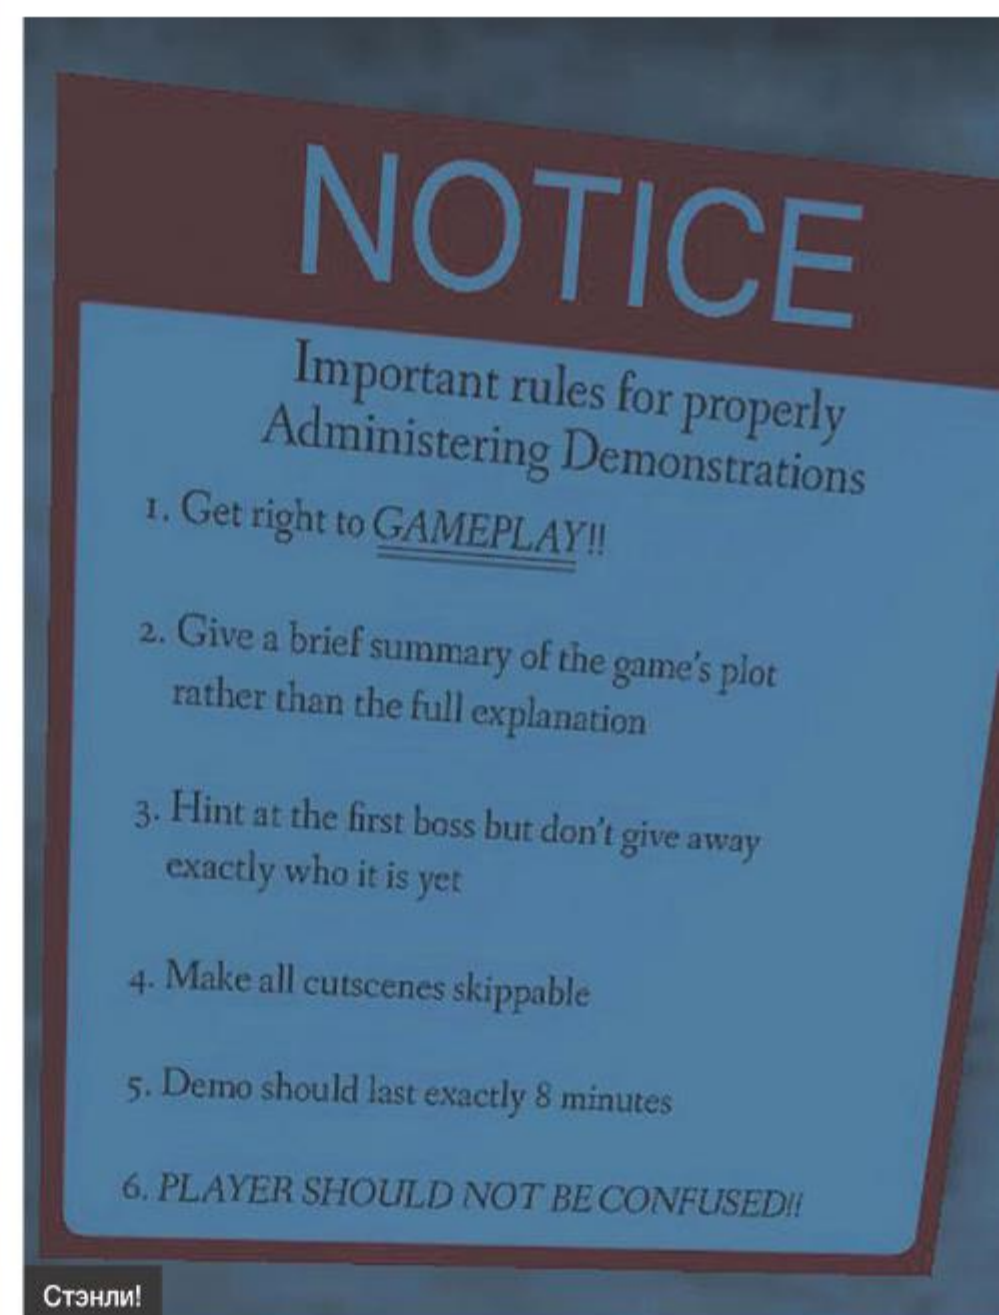 NOTICE
Important rules for properly
Administering Demonstrations
1. Get right to GAMEPLAY!!
2. Give a brief summary of the game's plot
rather than the full explanation
3. Hint at the first boss but don't give away
exactly who it is yet
4. Make all cutscenes skippable
5. Demo should last exactly 8 minutes
6. PLAYER SHOULD NOT BE CONFUSED!!
Стэнли!